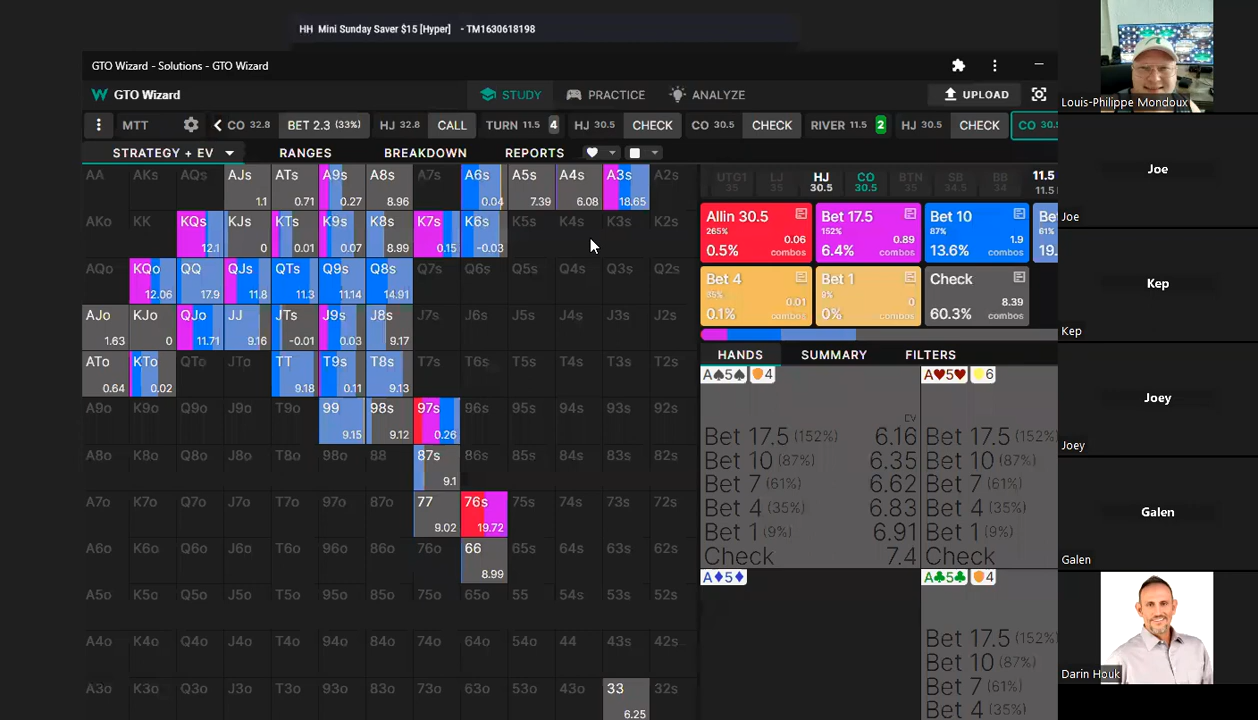 HH Mini Sunday Saver $15 [Hyper] - TM1630618198
GTO Wizard - Solutions - GTO Wizard
GTO Wizard
STUDY
PRACTICE
ANALYZE
UPLOAD
MTT
CO 32.8
BET 2.3 (33%)
HJ 32.8
CALL
TURN 11.5
4
HJ 30.5
CHECK
CO 30.5
CHECK
RIVER 11.5
2
HJ 30.5
CHECK
CO 30.5
STRATEGY + EV
RANGES
BREAKDOWN
REPORTS
AA AKs AQs AJs ATs A9s A8s A7s A6s A5s A4s A3s A2s
1.1 0.71 0.27 8.96 0.04 7.39 6.08 18.65
AKo KK KQs KJs KTs K9s K8s K7s K6s K5s K4s K3s K2s
12.1 0 0.01 0.07 8.99 0.15 -0.03
AQo KQo QQ QJs QTs Q9s Q8s Q7s Q6s Q5s Q4s Q3s Q2s
12.06 17.9 11.8 11.3 11.14 14.91
AJo KJo QJo JJ JTs J9s J8s J7s J6s J5s J4s J3s J2s
1.63 0 11.71 9.16 -0.01 0.03 9.17
ATo KTo QTo JTo TT T9s T8s T7s T6s T5s T4s T3s T2s
0.64 0.02 9.18 0.11 9.13
A9o K9o Q9o J9o T9o 99 98s 97s 96s 95s 94s 93s 92s
9.15 9.12 0.26
A8o K8o Q8o J8o T8o 98o 88 87s 86s 85s 84s 83s 82s
9.1
A7o K7o Q7o J7o T7o 97o 87o 77 76s 75s 74s 73s 72s
9.02 19.72
A6o K6o Q6o J6o T6o 96o 86o 76o 66 65s 64s 63s 62s
8.99
A5o K5o Q5o J5o T5o 95o 85o 75o 65o 55 54s 53s 52s
A4o K4o Q4o J4o T4o 94o 84o 74o 64o 54o 44 43s 42s
A3o K3o Q3o J3o T3o 93o 83o 73o 63o 53o 43o 33 32s
6.25
UTG1 LJ HJ CO BTN SB BB 11.5
35 35 30.5 30.5 35 34.5 34 11.5
Allin 30.5
265%
0.5%
0.06
combos
Bet 17.5
152%
6.4%
0.89
combos
Bet 10
87%
13.6%
1.9
combos
Be
61%
19.
Bet 4
35%
0.1%
0.01
combos
Bet 1
9%
0%
0
combos
Check
60.3%
8.39
combos
HANDS
SUMMARY
FILTERS
A♠5♠ 4
EV
Bet 17.5 (152%) 6.16
Bet 10 (87%) 6.35
Bet 7 (61%) 6.62
Bet 4 (35%) 6.83
Bet 1 (9%) 6.91
Check 7.4
A♥5♥ 6
Bet 17.5 (152%
Bet 10 (87%)
Bet 7 (61%)
Bet 4 (35%)
Bet 1 (9%)
Check
A♦5♦
A♣5♣ 4
Bet 17.5 (152%
Bet 10 (87%)
Bet 7 (61%)
Bet 4 (35%)
Louis-Philippe Mondoux
Joe
Joe
Kep
Kep
Joey
Joey
Galen
Galen
Darin Houk